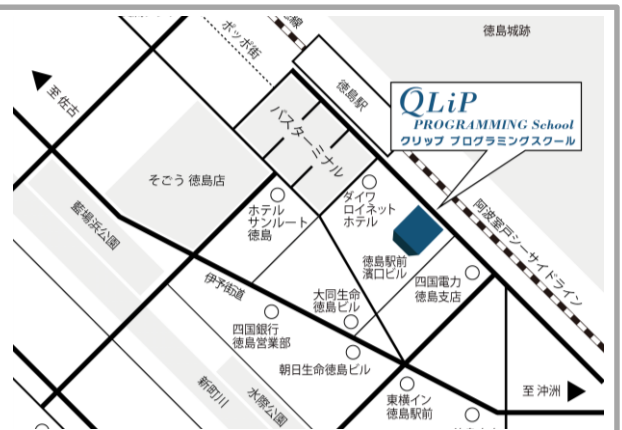 ポッポ街
徳島城跡
徳島駅
至 佐古
バスターミナル
QLiP
PROGRAMMING School
クリップ プログラミングスクール
そごう 徳島店
藍場浜公園
ホテル
サンルート
徳島
ダイワ
ロイネット
ホテル
阿波室戸シーサイドライン
徳島駅前
濱口ビル
四国電力
徳島支店
伊予街道
大同生命
徳島ビル
四国銀行
徳島営業部
朝日生命徳島ビル
新町川
水際公園
東横イン
徳島駅前
至 沖洲